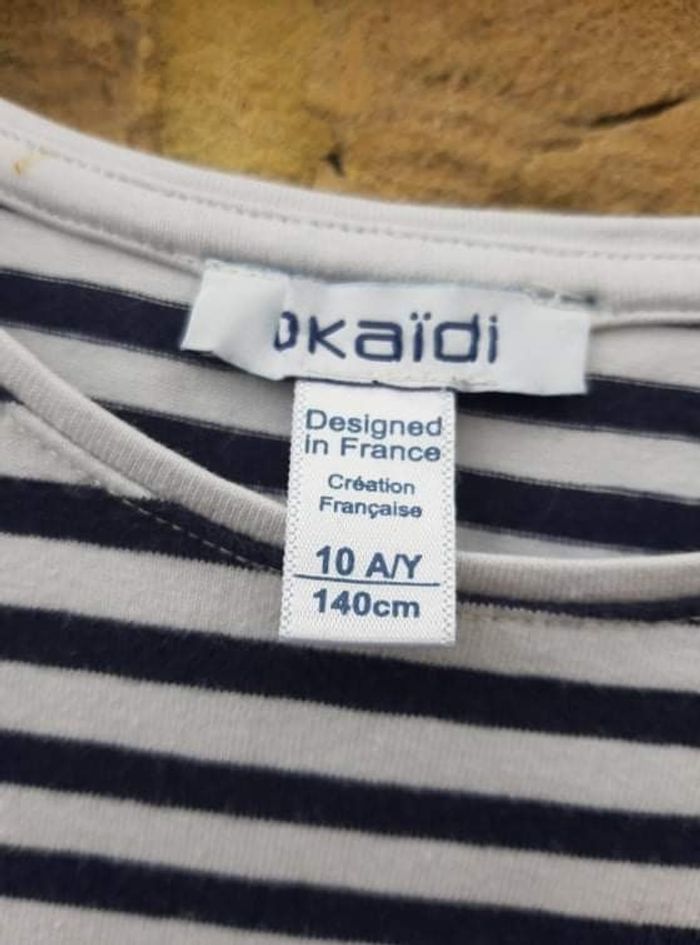 okaïdi
Designed
in France
Création
Française
10 A/Y
140cm